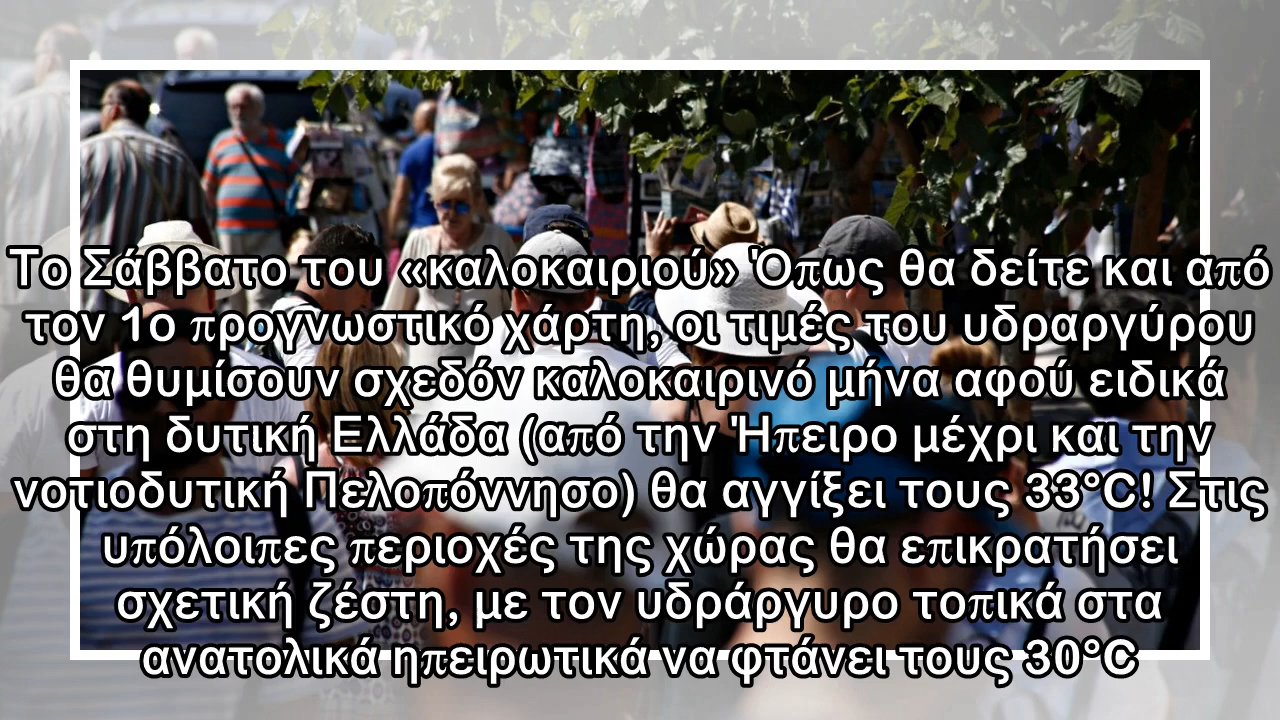 Το Σάββατο του «καλοκαιριού» Όπως θα δείτε και από
τον 1ο προγνωστικό χάρτη, οι τιμές του υδραργύρου
θα θυμίσουν σχεδόν καλοκαιρινό μήνα αφού ειδικά
στη δυτική Ελλάδα (από την Ήπειρο μέχρι και την
νοτιοδυτική Πελοπόννησο) θα αγγίξει τους 33°C! Στις
υπόλοιπες περιοχές της χώρας θα επικρατήσει
σχετική ζέστη, με τον υδράργυρο τοπικά στα
ανατολικά ηπειρωτικά να φτάνει τους 30°C